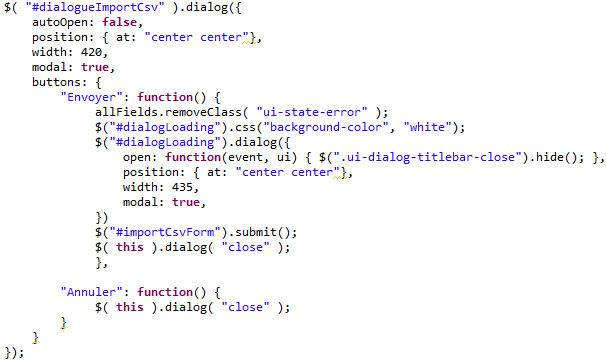 $( "#dialogueImportCsv" ).dialog({
    autoOpen: false,
    position: { at: "center center"},
    width: 420,
    modal: true,
    buttons: {
        "Envoyer": function() {
            allFields.removeClass( "ui-state-error" );
            $("#dialogLoading").css("background-color", "white");
            $("#dialogLoading").dialog({
                open: function(event, ui) { $(".ui-dialog-titlebar-close").hide(); },
                position: { at: "center center"},
                width: 435,
                modal: true,
            })
            $("#importCsvForm").submit();
            $( this ).dialog( "close" );
            },
        "Annuler": function() {
            $( this ).dialog( "close" );
        }
    }
});